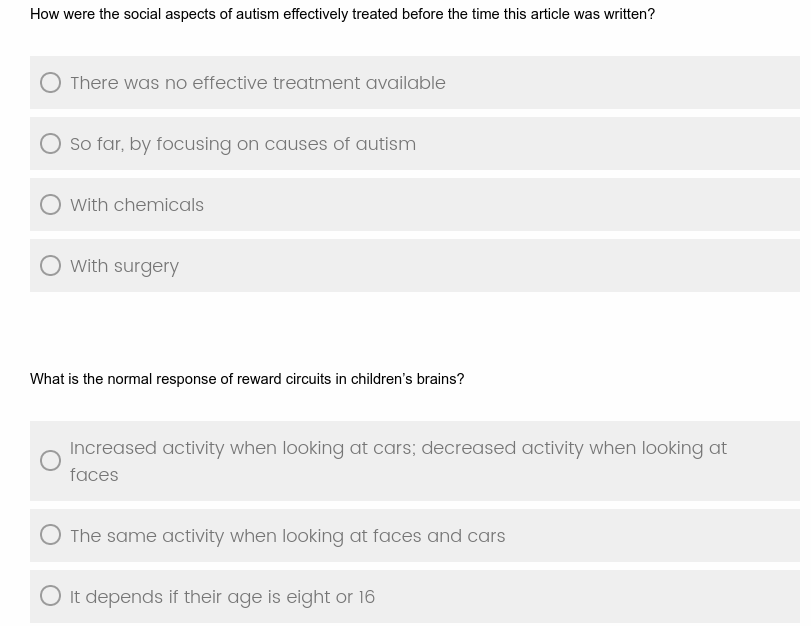 How were the social aspects of autism effectively treated before the time this article was written?
There was no effective treatment available
So far, by focusing on causes of autism
With chemicals
With surgery
What is the normal response of reward circuits in children’s brains?
Increased activity when looking at cars; decreased activity when looking at
faces
The same activity when looking at faces and cars
It depends if their age is eight or 16